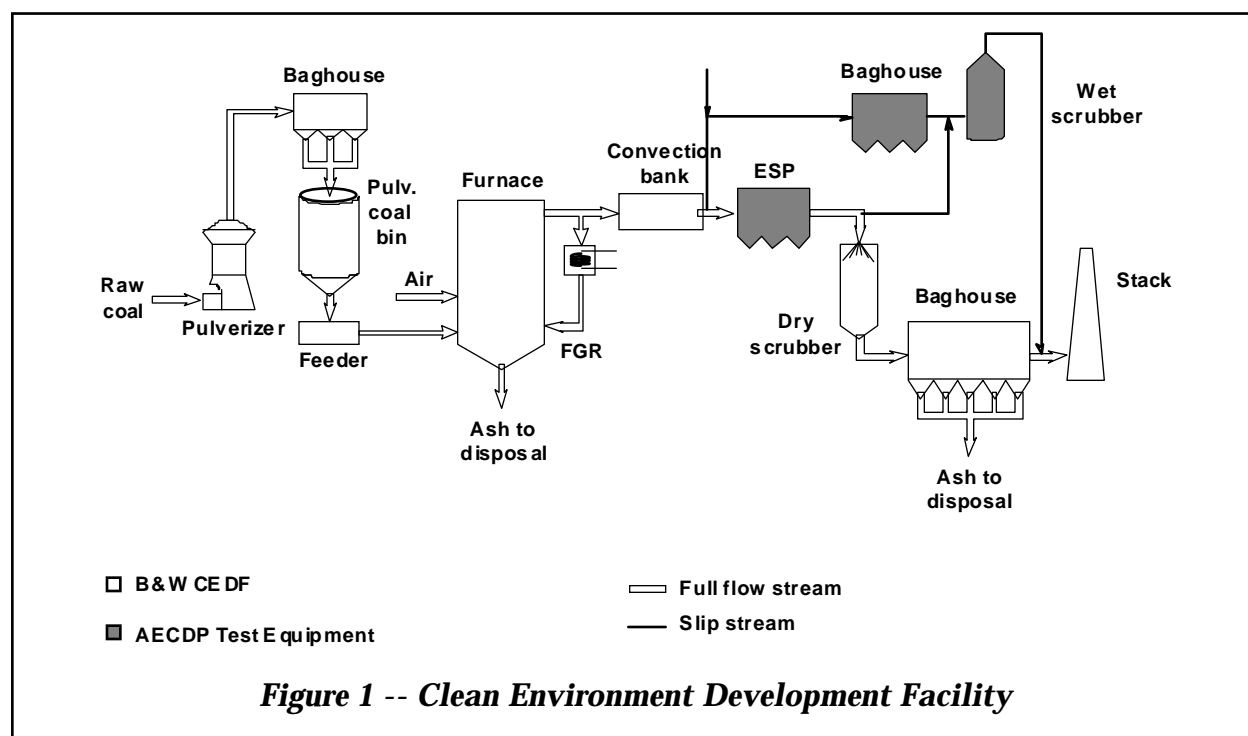 Baghouse
Baghouse
Wet
scrubber
Convection
bank
ESP
Furnace
Pulv.
coal
bin
Air
Raw
coal
Pulverizer
Feeder
FGR
Dry
scrubber
Baghouse
Stack
Ash to
disposal
Ash to
disposal
B&W CEDF
Full flow stream
AECDP Test Equipment
Slip stream
Figure 1 -- Clean Environment Development Facility